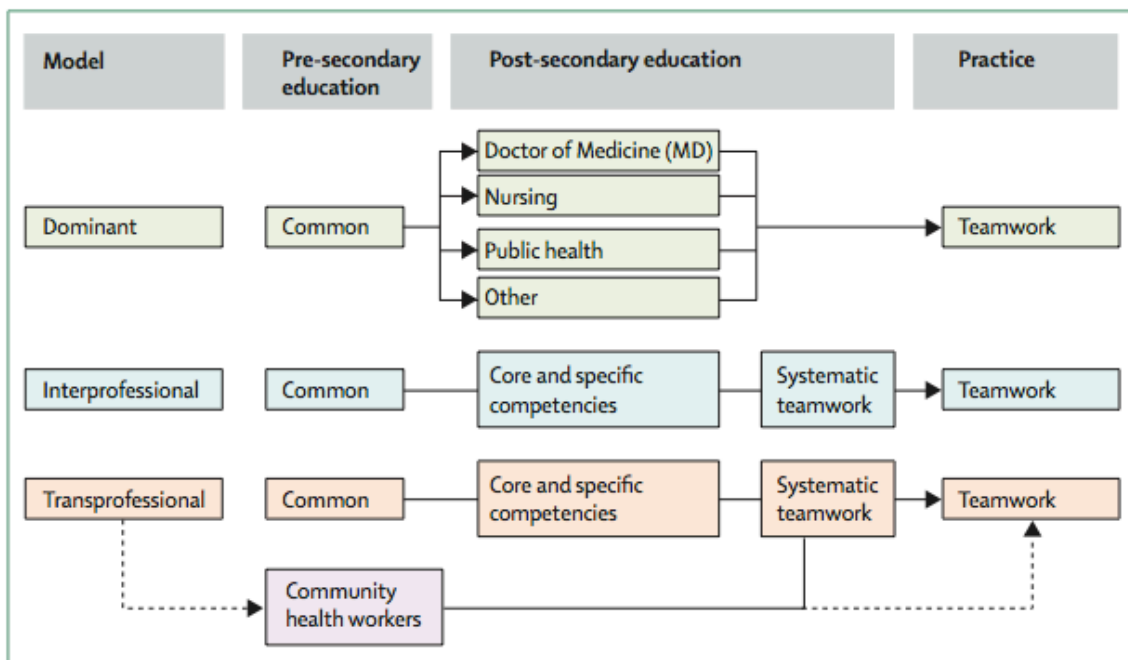 Model
Pre-secondary
education
Post-secondary education
Practice
Dominant
Common
Doctor of Medicine (MD)
Nursing
Public health
Other
Teamwork
Interprofessional
Common
Core and specific
competencies
Systematic
teamwork
Teamwork
Transprofessional
Common
Core and specific
competencies
Systematic
teamwork
Teamwork
Community
health workers